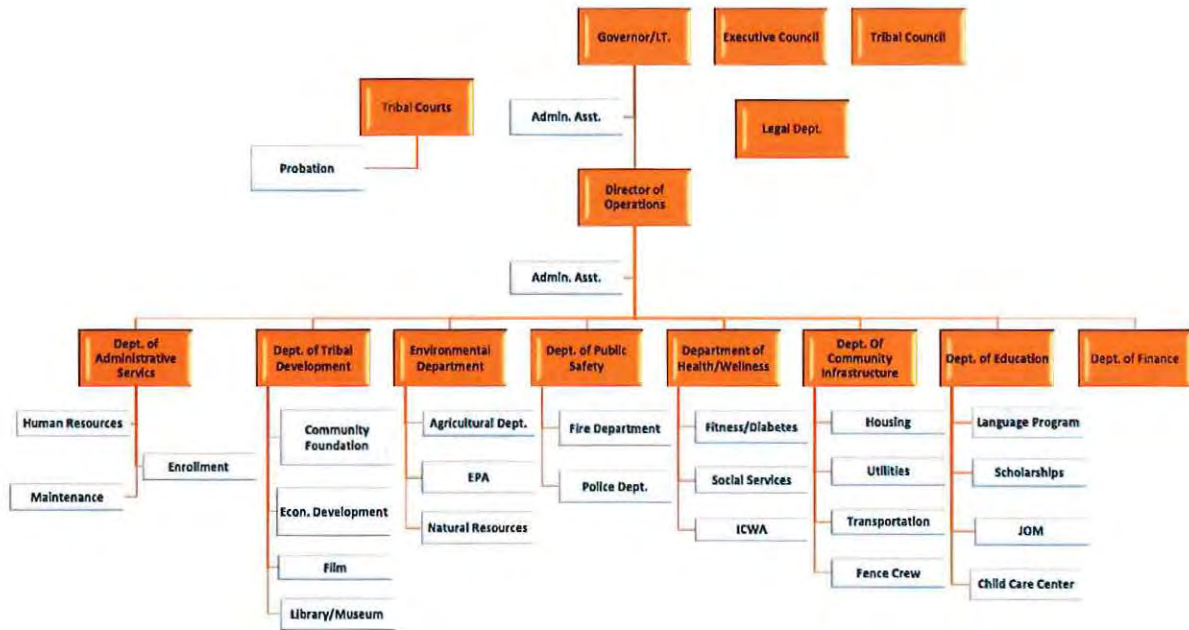 Governor/LT.
Executive Council
Tribal Council
Tribal Courts
Admin. Asst.
Legal Dept.
Probation
Director of
Operations
Admin. Asst.
Dept. of
Administrative
Servics
Dept. of Tribal
Development
Environmental
Department
Dept. of Public
Safety
Department of
Health/Wellness
Dept. Of
Community
Infrastructure
Dept. of Education
Dept. of Finance
Human Resources
Enrollment
Maintenance
Community
Foundation
Econ. Development
Film
Library/Museum
Agricultural Dept.
EPA
Natural Resources
Fire Department
Police Dept.
Fitness/Diabetes
Social Services
ICWA
Housing
Utilities
Transportation
Fence Crew
Language Program
Scholarships
JOM
Child Care Center